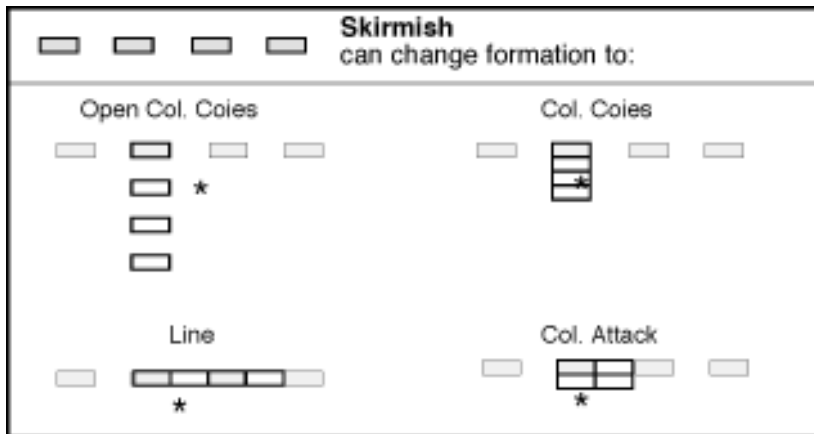 Skirmish
can change formation to:
Open Col. Coies
Col. Coies
*
*
Line
Col. Attack
*
*